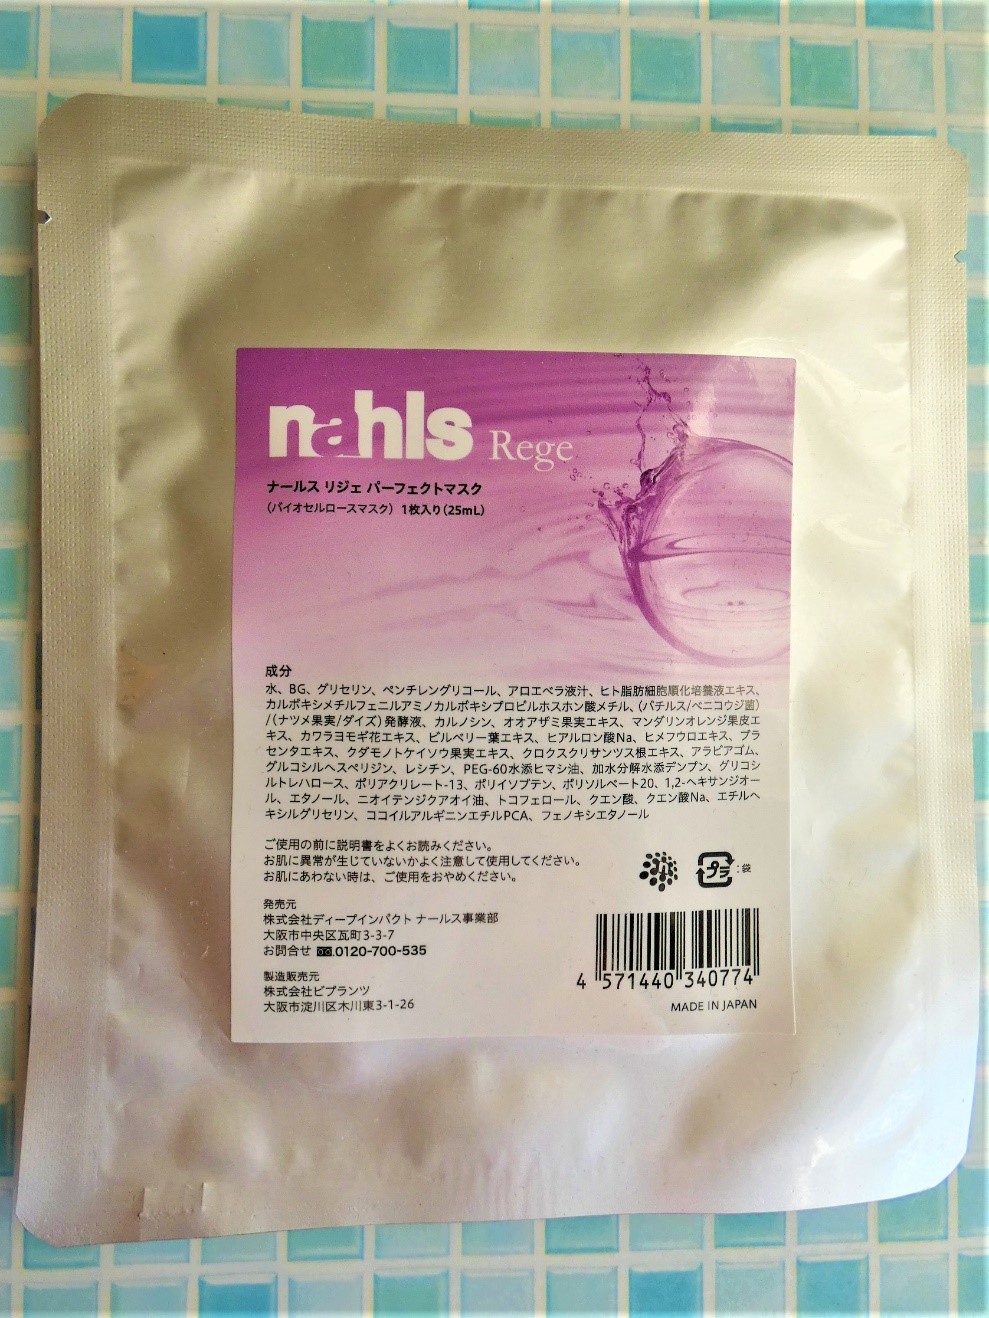 nahls Rege
ナールス リジェ パーフェクトマスク
(バイオセルロースマスク) 1枚入り(25mL)
成分
水、BG、グリセリン、ペンチレングリコール、アロエベラ液汁、ヒト脂肪細胞順化培養液エキス、
カルボキシメチルフェニルアミノカルボキシプロピルホスホン酸メチル、(バチルス/ベニコウジ菌)
/(ナツメ果実/ダイズ)発酵液、カルノシン、オオアザミ果実エキス、マンダリンオレンジ果皮エ
キス、カワラヨモギ花エキス、ビルベリー葉エキス、ヒアルロン酸Na、ヒメフウロエキス、プラ
センタエキス、クダモノトケイソウ果実エキス、クロクスクリサンツス根エキス、アラビアゴム、
グルコシルヘスペリジン、レシチン、PEG-60水添ヒマシ油、加水分解水添デンプン、グリコシ
ルトレハロース、ポリアクリレート-13、ポリイソブテン、ポリソルベート20、1,2-ヘキサンジオー
ル、エタノール、ニオイテンジクアオイ油、トコフェロール、クエン酸、クエン酸Na、エチルヘ
キシルグリセリン、ココイルアルギニンエチルPCA、フェノキシエタノール
ご使用の前に説明書をよくお読みください。
お肌に異常が生じていないかよく注意して使用してください。
お肌にあわない時は、ご使用をおやめください。
プラ :袋
発売元
株式会社ディープインパクト ナールス事業部
大阪市中央区瓦町3-3-7
お問合せ 0120-700-535
製造販売元
株式会社ビプランツ
大阪市淀川区木川東3-1-26
4 571440 340774
MADE IN JAPAN